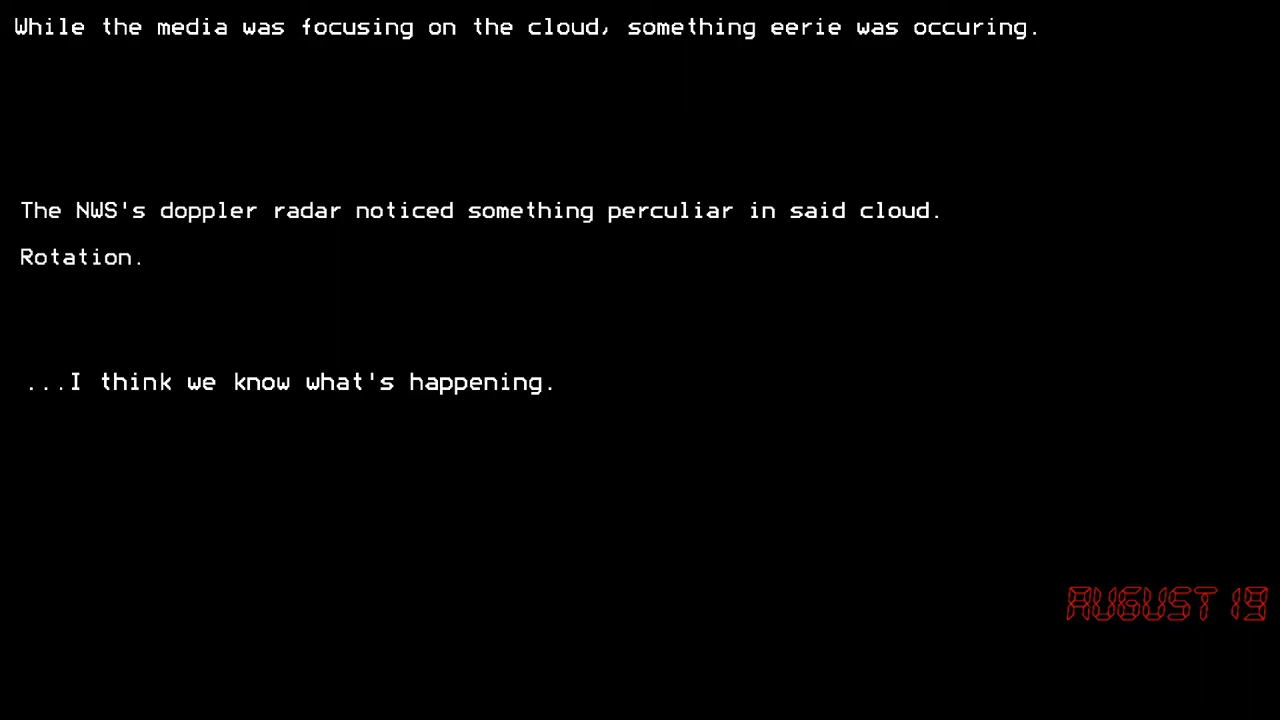 While the media was focusing on the cloud, something eerie was occuring.
The NWS's doppler radar noticed something perculiar in said cloud.
Rotation.
...I think we know what's happening.
AUGUST 19